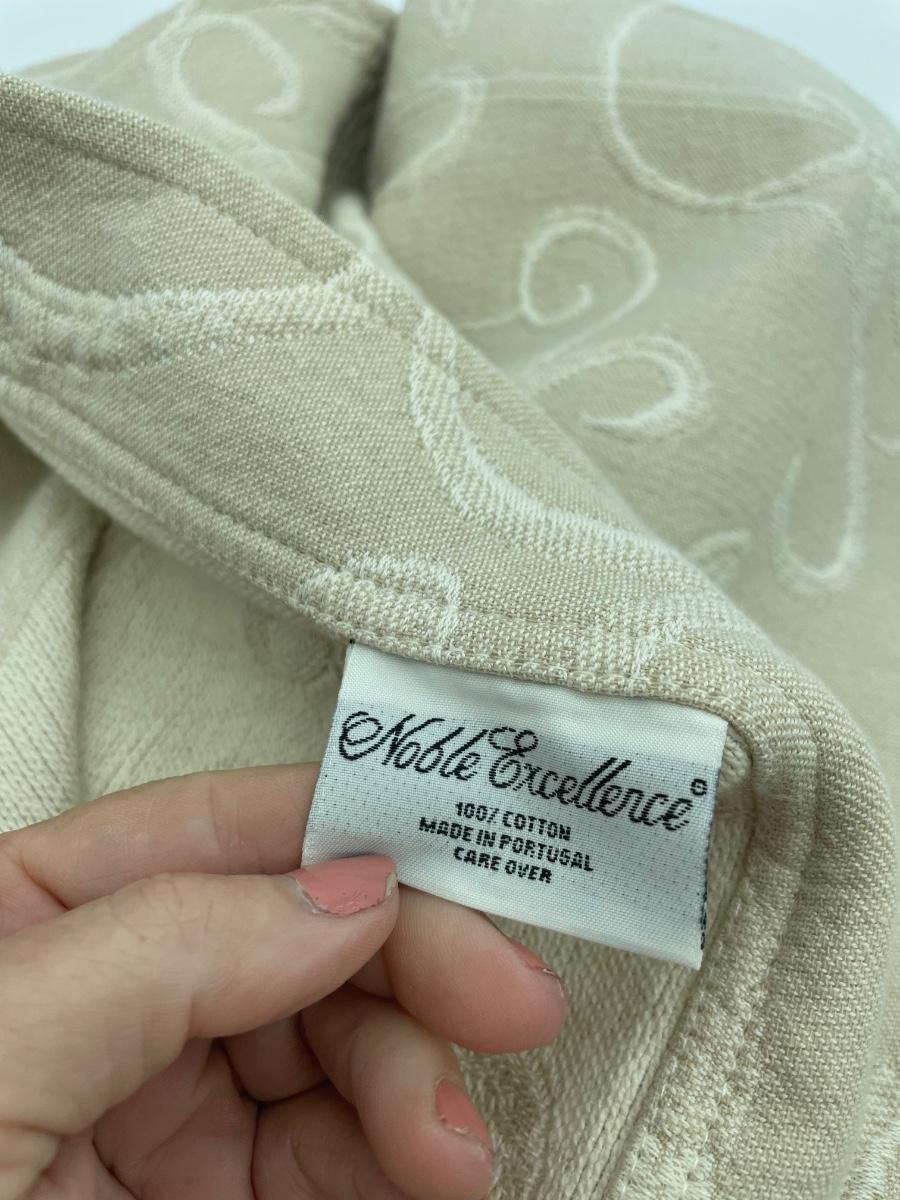 Noble Excellence®
100% COTTON
MADE IN PORTUGAL
CARE OVER